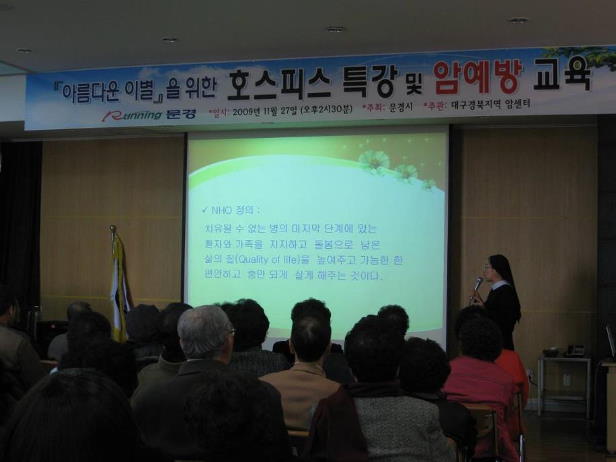 『아름다운 이별』을 위한 호스피스 특강 및 암예방 교육
Running 문경 *일시: 2009년 11월 27일 (오후2시30분) *주최: 문경시 *주관: 대구경북지역 암센터
✓ NHO 정의 :
치유될 수 없는 병의 마지막 단계에 있는
환자와 가족을 지지하고 돌봄으로 남은
삶의 질(Quality of life)을 높여주고 가능한 한
편안하고 충만 되게 살게 해주는 것이다.